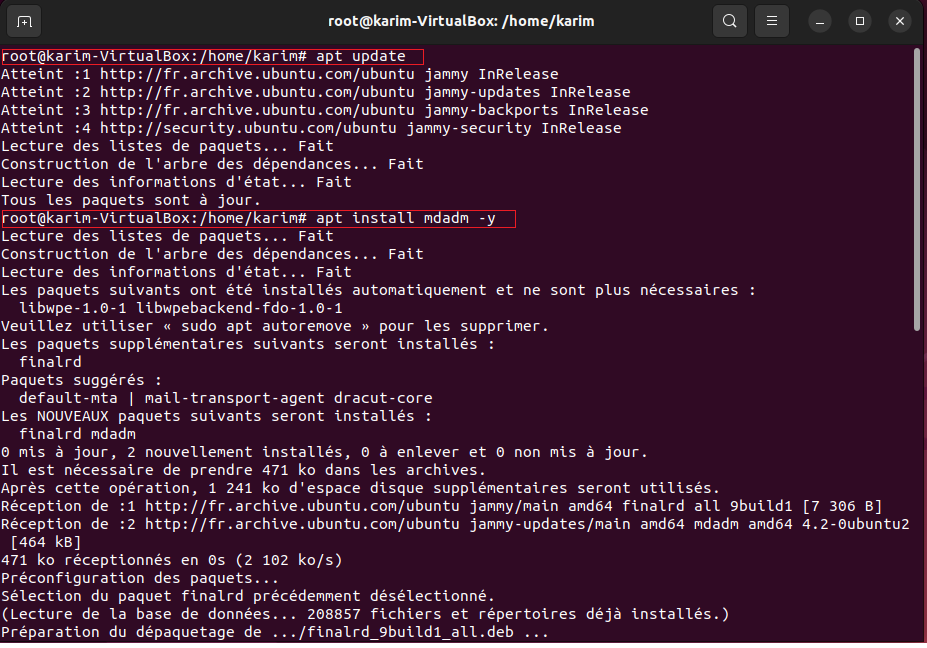 root@karim-VirtualBox: /home/karim
root@karim-VirtualBox:/home/karim# apt update
Atteint :1 http://fr.archive.ubuntu.com/ubuntu jammy InRelease
Atteint :2 http://fr.archive.ubuntu.com/ubuntu jammy-updates InRelease
Atteint :3 http://fr.archive.ubuntu.com/ubuntu jammy-backports InRelease
Atteint :4 http://security.ubuntu.com/ubuntu jammy-security InRelease
Lecture des listes de paquets... Fait
Construction de l'arbre des dépendances... Fait
Lecture des informations d'état... Fait
Tous les paquets sont à jour.
root@karim-VirtualBox:/home/karim# apt install mdadm -y
Lecture des listes de paquets... Fait
Construction de l'arbre des dépendances... Fait
Lecture des informations d'état... Fait
Les paquets suivants ont été installés automatiquement et ne sont plus nécessaires :
  libwpe-1.0-1 libwpebackend-fdo-1.0-1
Veuillez utiliser « sudo apt autoremove » pour les supprimer.
Les paquets supplémentaires suivants seront installés :
  finalrd
Paquets suggérés :
  default-mta | mail-transport-agent dracut-core
Les NOUVEAUX paquets suivants seront installés :
  finalrd mdadm
0 mis à jour, 2 nouvellement installés, 0 à enlever et 0 non mis à jour.
Il est nécessaire de prendre 471 ko dans les archives.
Après cette opération, 1 241 ko d'espace disque supplémentaires seront utilisés.
Réception de :1 http://fr.archive.ubuntu.com/ubuntu jammy/main amd64 finalrd all 9build1 [7 306 B]
Réception de :2 http://fr.archive.ubuntu.com/ubuntu jammy-updates/main amd64 mdadm amd64 4.2-0ubuntu2
 [464 kB]
471 ko réceptionnés en 0s (2 102 ko/s)
Préconfiguration des paquets...
Sélection du paquet finalrd précédemment désélectionné.
(Lecture de la base de données... 208857 fichiers et répertoires déjà installés.)
Préparation du dépaquetage de .../finalrd_9build1_all.deb ...